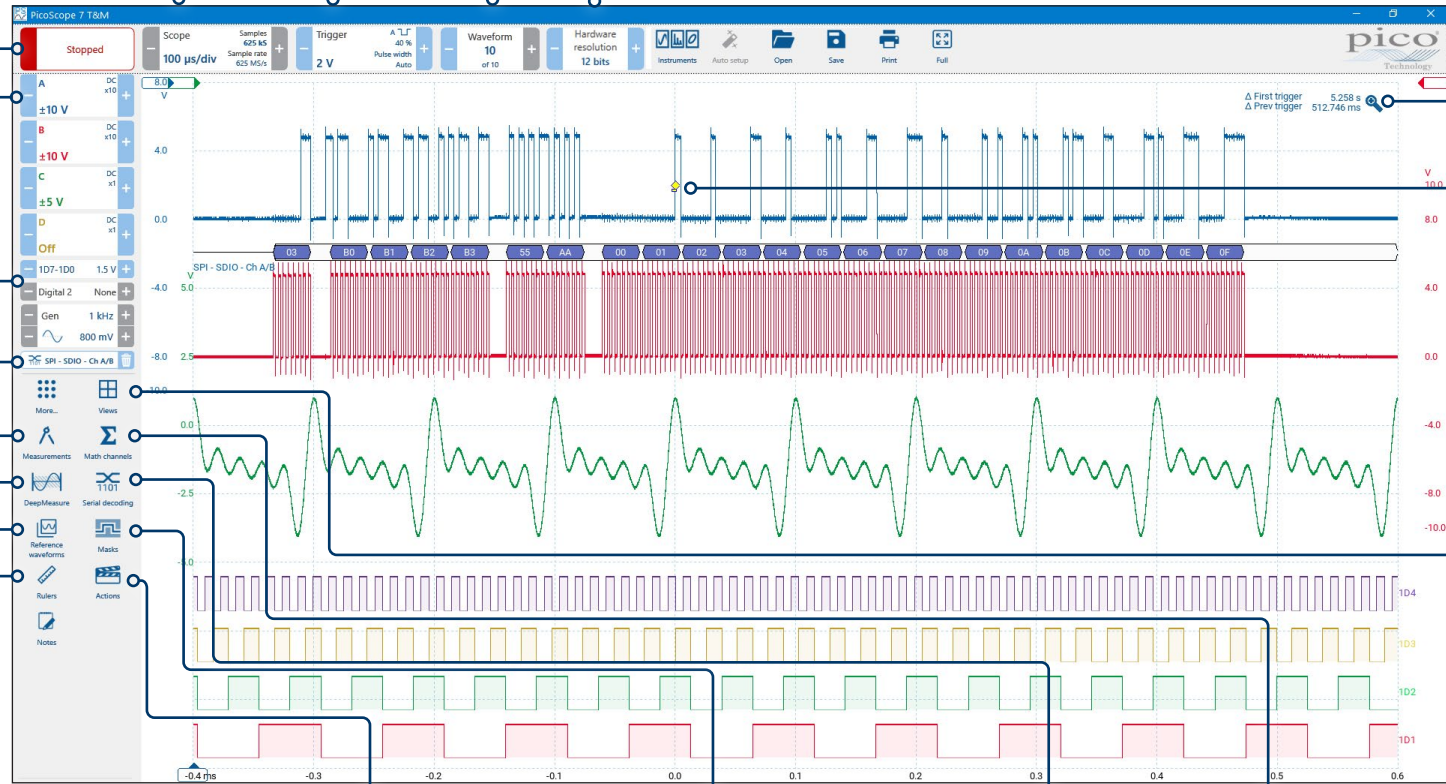 PicoScope 7 T&M
Stopped
Scope
100 µs/div
Samples
625 kS
Sample rate
625 MS/s
Trigger
2 V
A
40 %
Pulse width
Auto
Waveform
10
of 10
Hardware
resolution
12 bits
Instruments
Auto setup
Open
Save
Print
Full
pico
Technology
A
DC
x10
±10 V
B
DC
x10
±10 V
C
DC
x1
±5 V
D
DC
x1
Off
1D7-1D0 1.5 V
Digital 2 None
Gen 1 kHz
800 mV
1101 SPI - SDIO - Ch A/B
More...
Views
Measurements
Math channels
1101
DeepMeasure
Serial decoding
Reference
waveforms
Masks
Rulers
Actions
Notes
8.0
V
4.0
0.0
-4.0
-8.0
V
5.0
2.5
0.0
-2.5
-5.0
-10.0
Δ First trigger 5.258 s
Δ Prev trigger 512.746 ms
V
10.0
8.0
4.0
0.0
-4.0
-8.0
-10.0
03 B0 B1 B2 B3 55 AA 00 01 02 03 04 05 06 07 08 09 0A 0B 0C 0D 0E 0F
SPI - SDIO - Ch A/B
1D4
1D3
1D2
1D1
-0.4 ms -0.3 -0.2 -0.1 0.0 0.1 0.2 0.3 0.4 0.5 0.6